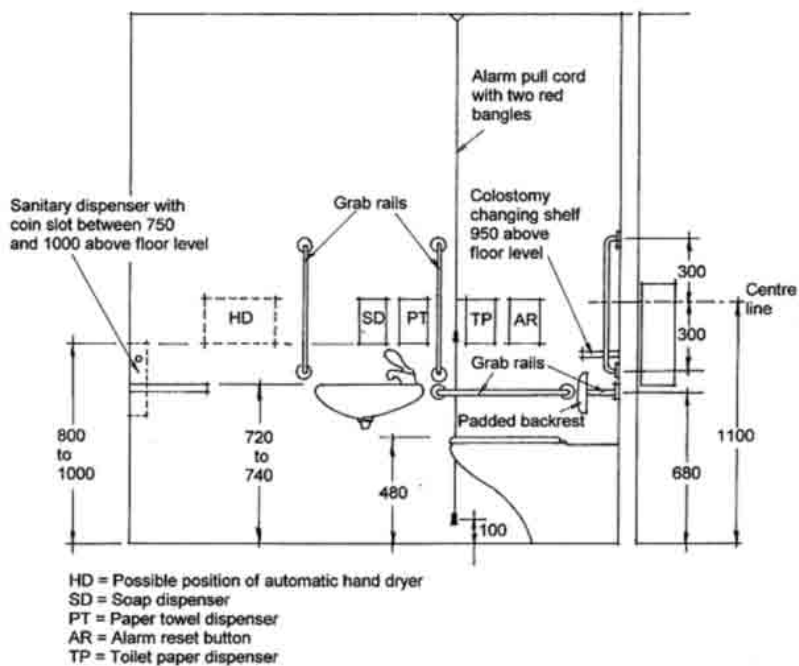 Alarm pull cord
with two red
bangles
Sanitary dispenser with
coin slot between 750
and 1000 above floor level
Grab rails
Colostomy
changing shelf
950 above
floor level
300
Centre
line
HD
SD
PT
TP
AR
300
Grab rails
Padded backrest
800
to
1000
720
to
740
480
100
680
1100
HD = Possible position of automatic hand dryer
SD = Soap dispenser
PT = Paper towel dispenser
AR = Alarm reset button
TP = Toilet paper dispenser